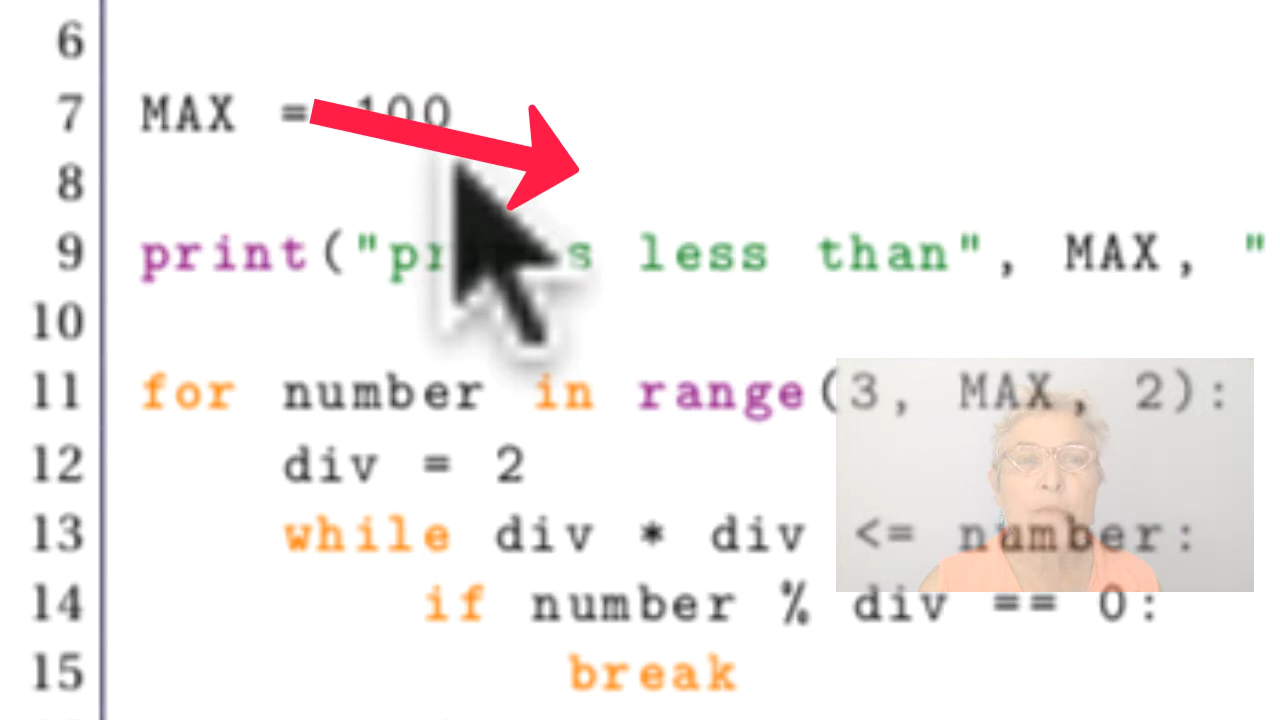 6
7 MAX = 100
8
9 print("primes less than", MAX, "
10
11 for number in range(3, MAX, 2):
12 div = 2
13 while div * div <= number:
14 if number % div == 0:
15 break